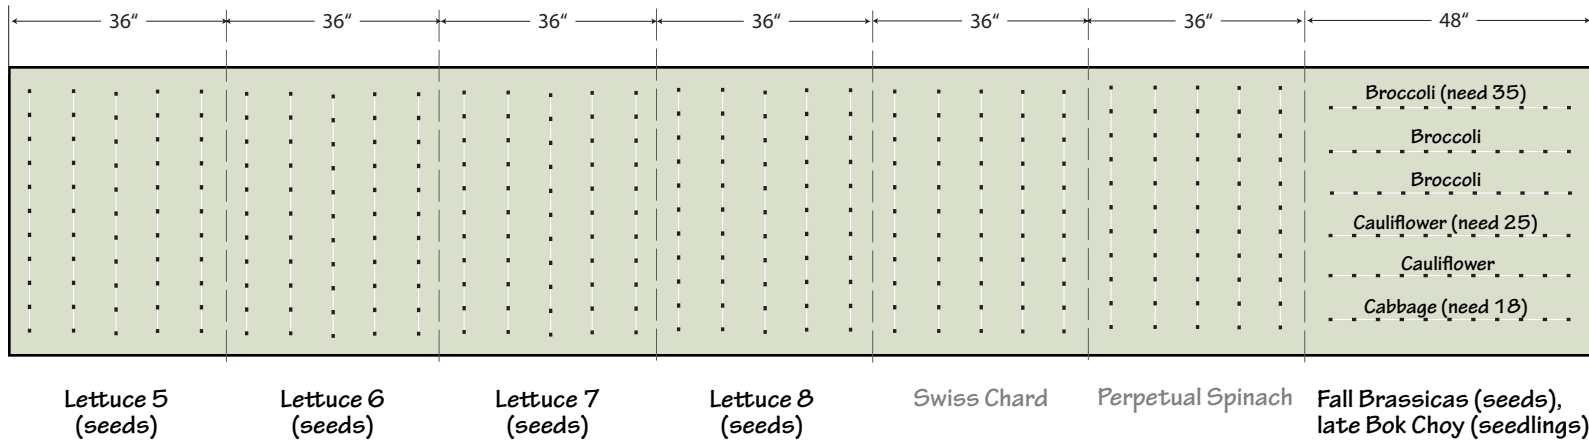 36“ 36“ 36“ 36“ 36“ 36“ 48“
Broccoli (need 35)
Broccoli
Broccoli
Cauliflower (need 25)
Cauliflower
Cabbage (need 18)
Lettuce 5
(seeds)
Lettuce 6
(seeds)
Lettuce 7
(seeds)
Lettuce 8
(seeds)
Swiss Chard
Perpetual Spinach
Fall Brassicas (seeds),
late Bok Choy (seedlings)